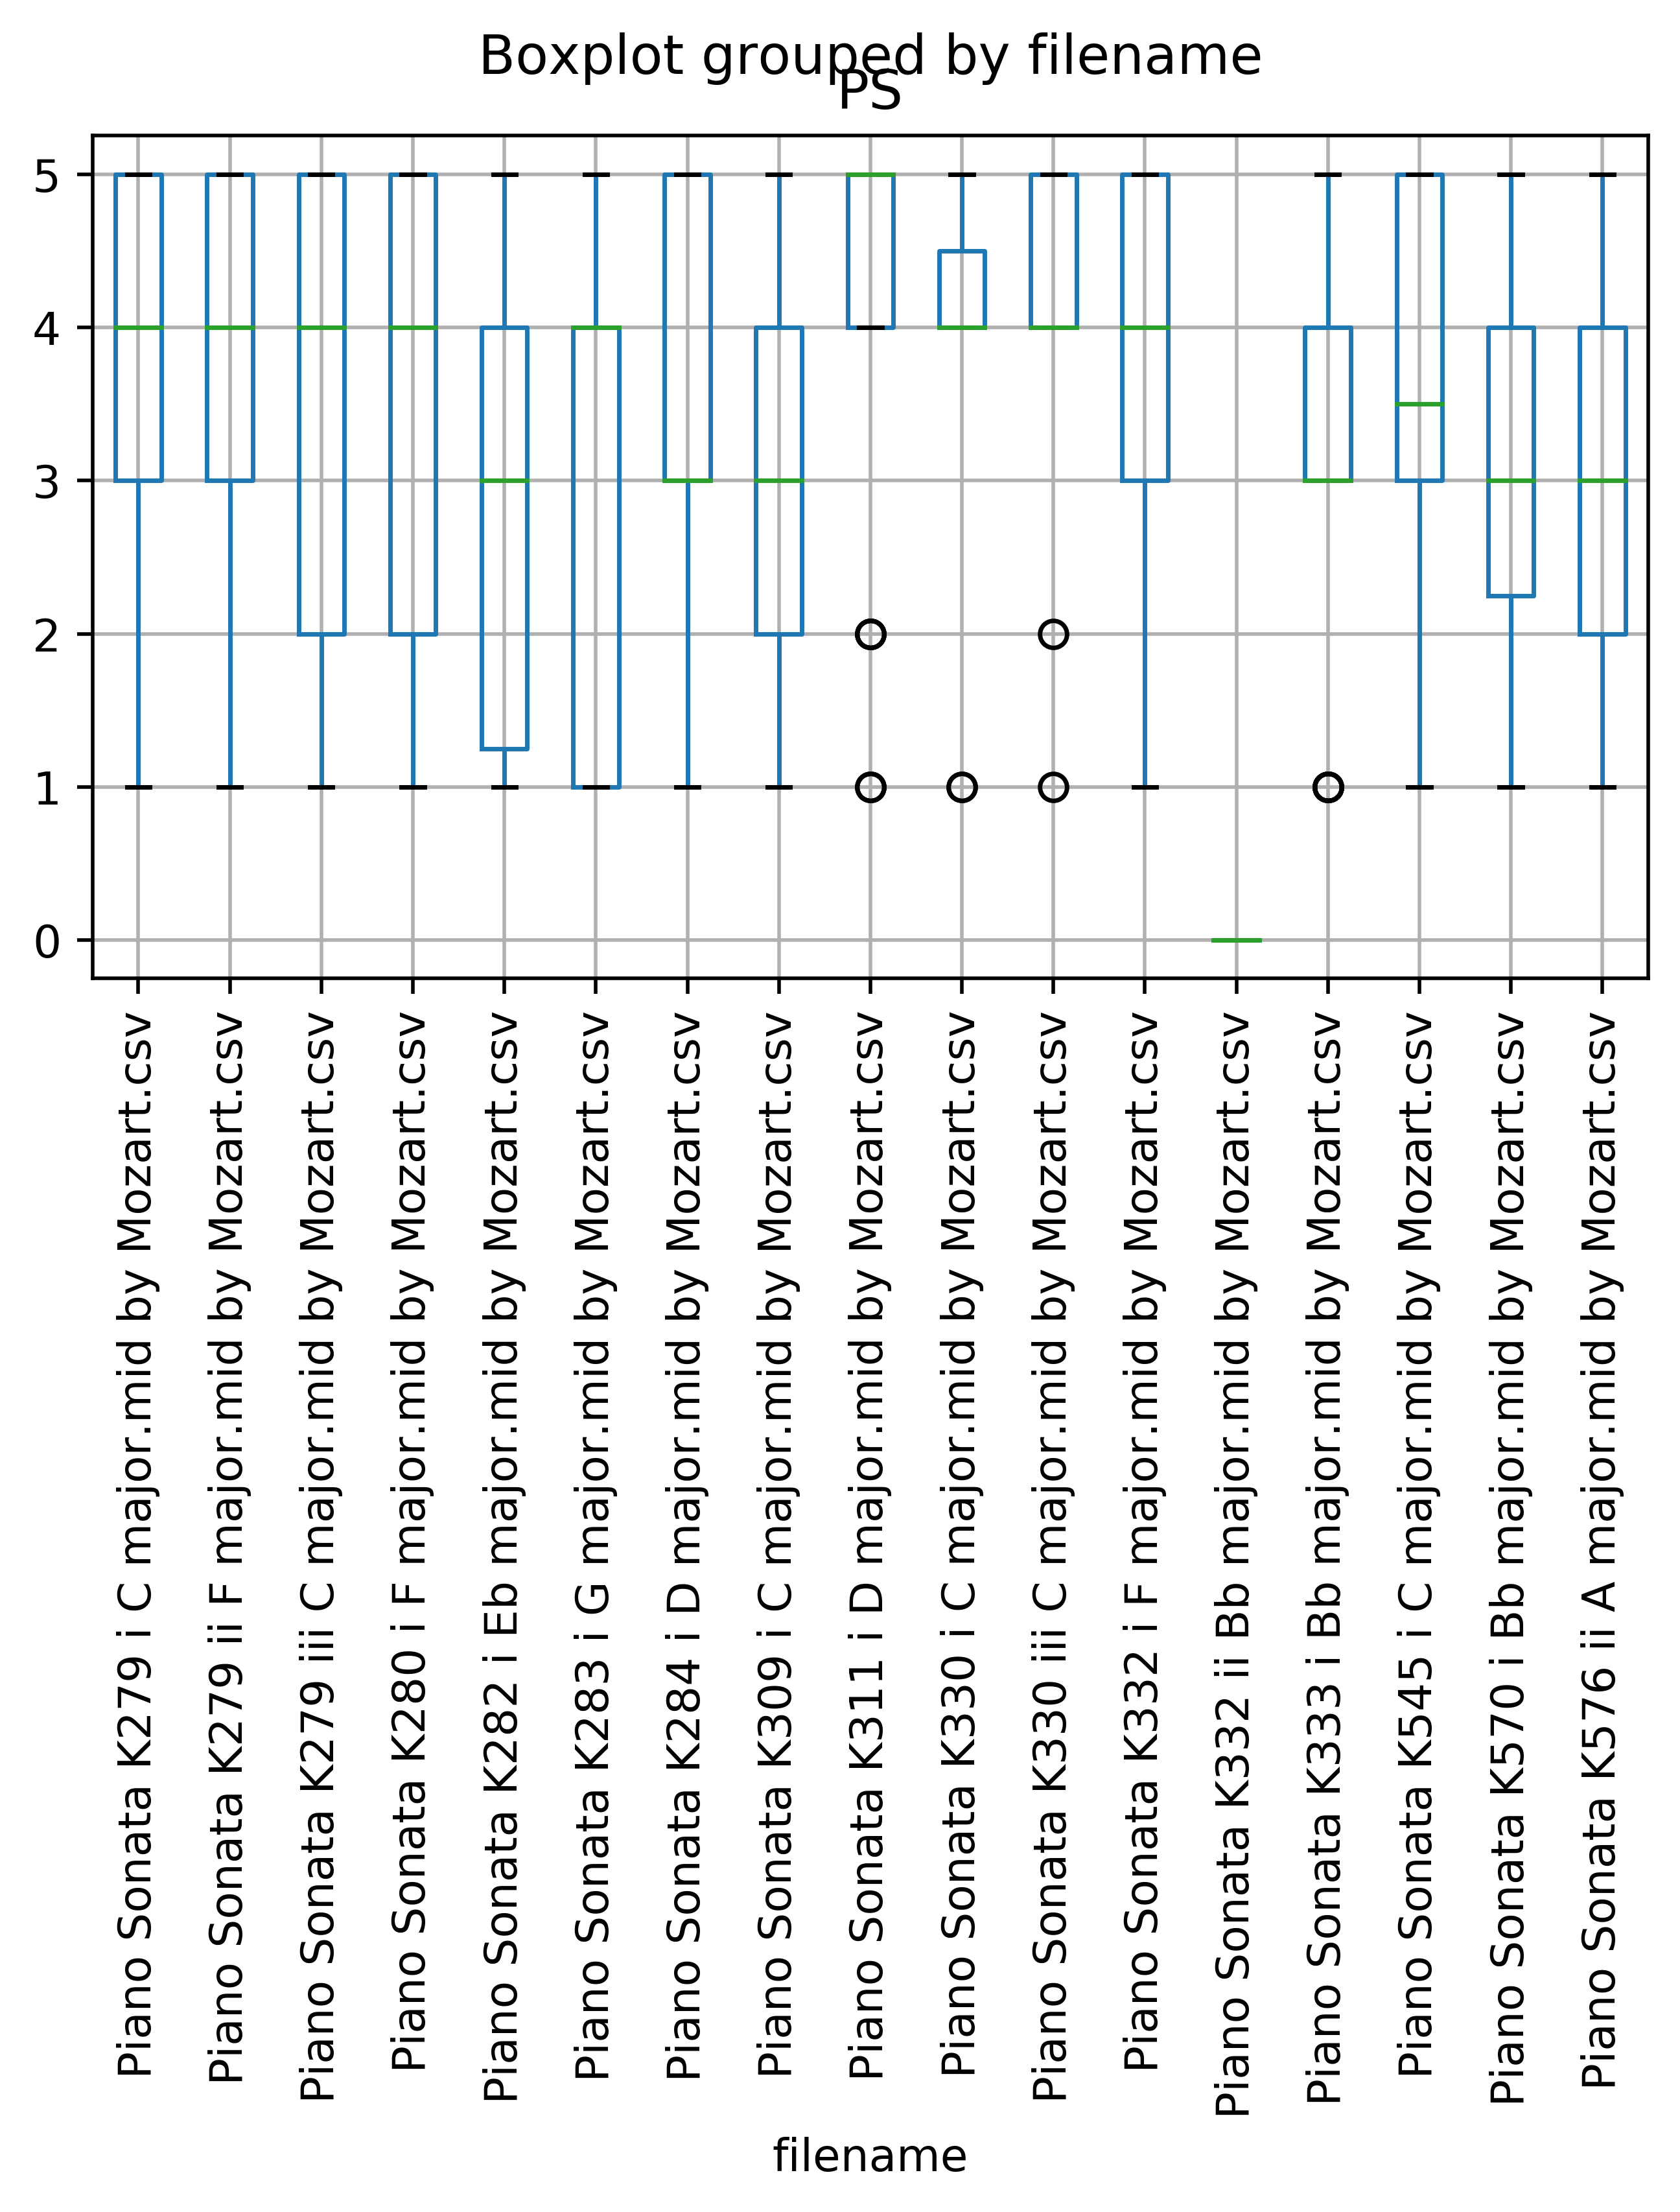 Boxplot grouped by filename
PS
5
4
3
2
1
0
Piano Sonata K279 i C major.mid by Mozart.csv
Piano Sonata K279 ii F major.mid by Mozart.csv
Piano Sonata K279 iii C major.mid by Mozart.csv
Piano Sonata K280 i F major.mid by Mozart.csv
Piano Sonata K282 i Eb major.mid by Mozart.csv
Piano Sonata K283 i G major.mid by Mozart.csv
Piano Sonata K284 i D major.mid by Mozart.csv
Piano Sonata K309 i C major.mid by Mozart.csv
Piano Sonata K311 i D major.mid by Mozart.csv
Piano Sonata K330 i C major.mid by Mozart.csv
Piano Sonata K330 iii C major.mid by Mozart.csv
Piano Sonata K332 i F major.mid by Mozart.csv
Piano Sonata K332 ii Bb major.mid by Mozart.csv
Piano Sonata K333 i Bb major.mid by Mozart.csv
Piano Sonata K545 i C major.mid by Mozart.csv
Piano Sonata K570 i Bb major.mid by Mozart.csv
Piano Sonata K576 ii A major.mid by Mozart.csv
filename